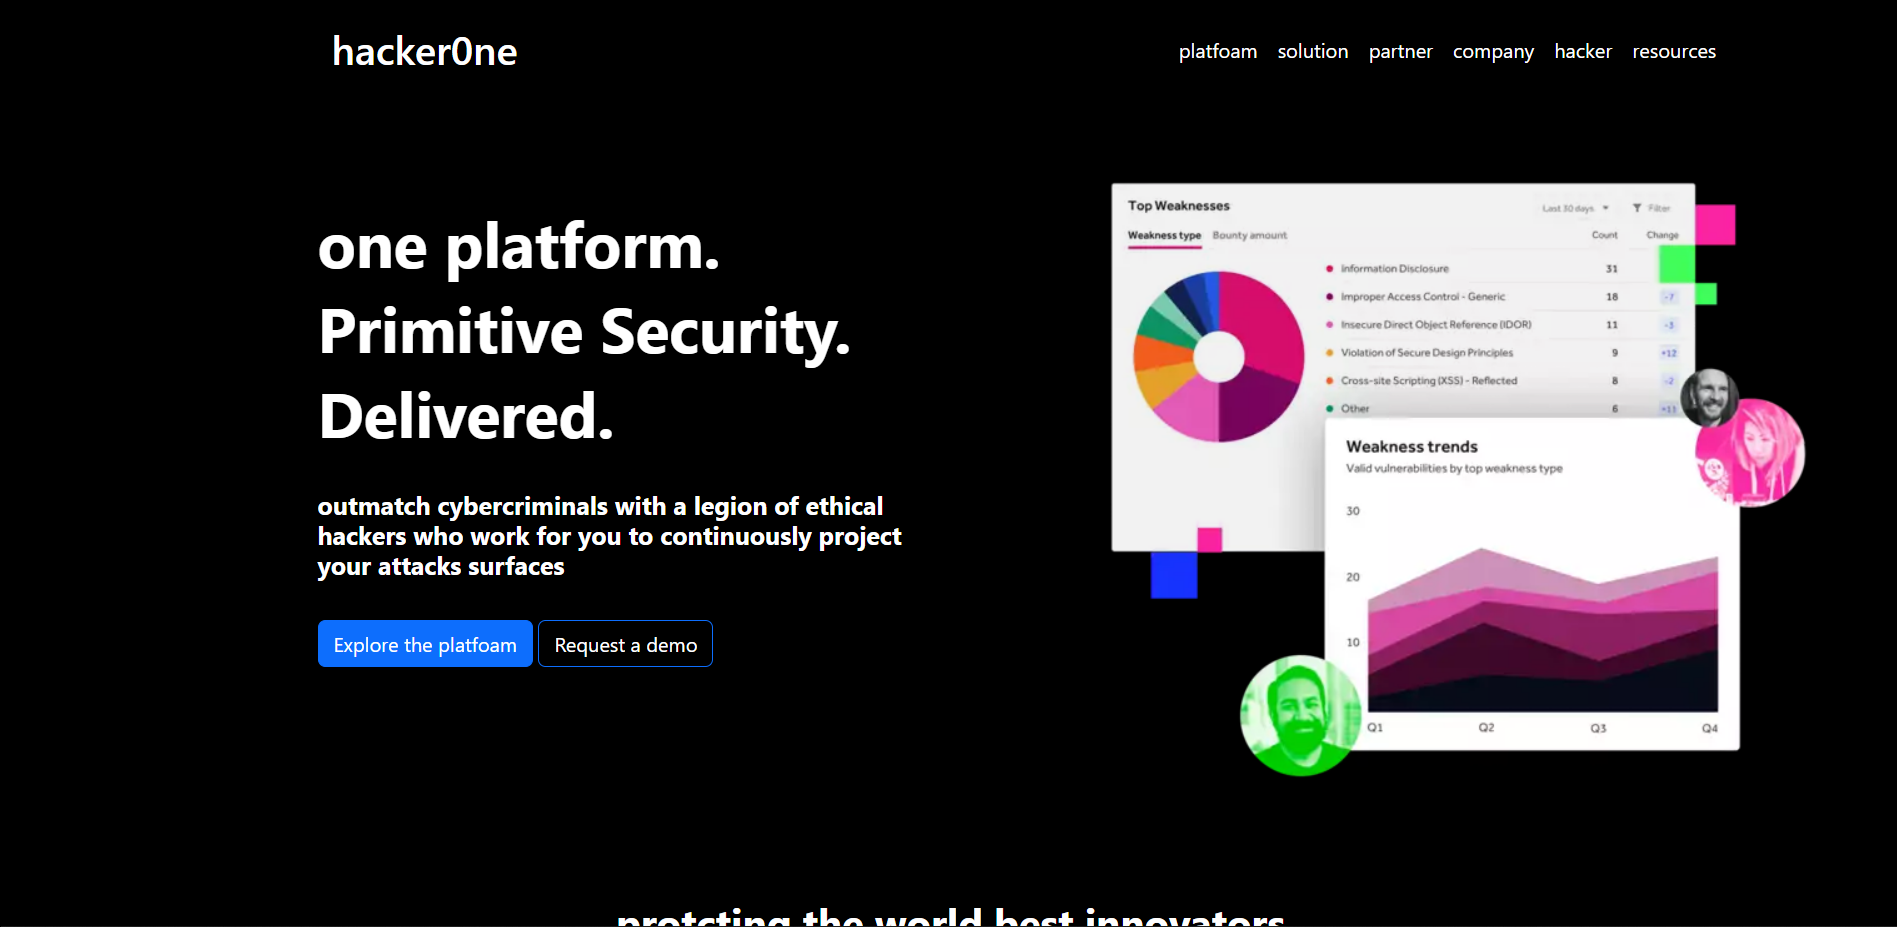 hacker0ne
platfoam solution partner company hacker resources
one platform.
Primitive Security.
Delivered.
outmatch cybercriminals with a legion of ethical
hackers who work for you to continuously project
your attacks surfaces
Explore the platfoam Request a demo
Top Weaknesses
Last 30 days Filter
Weakness type Bounty amount Count Change
Information Disclosure 31
Improper Access Control - Generic 18 -7
Insecure Direct Object Reference (IDOR) 11 -3
Violation of Secure Design Principles 9 +12
Cross-site Scripting (XSS) - Reflected 8 -2
Other 6 +11
Weakness trends
Valid vulnerabilities by top weakness type
30
20
10
Q1 Q2 Q3 Q4
protcting the world best innovators